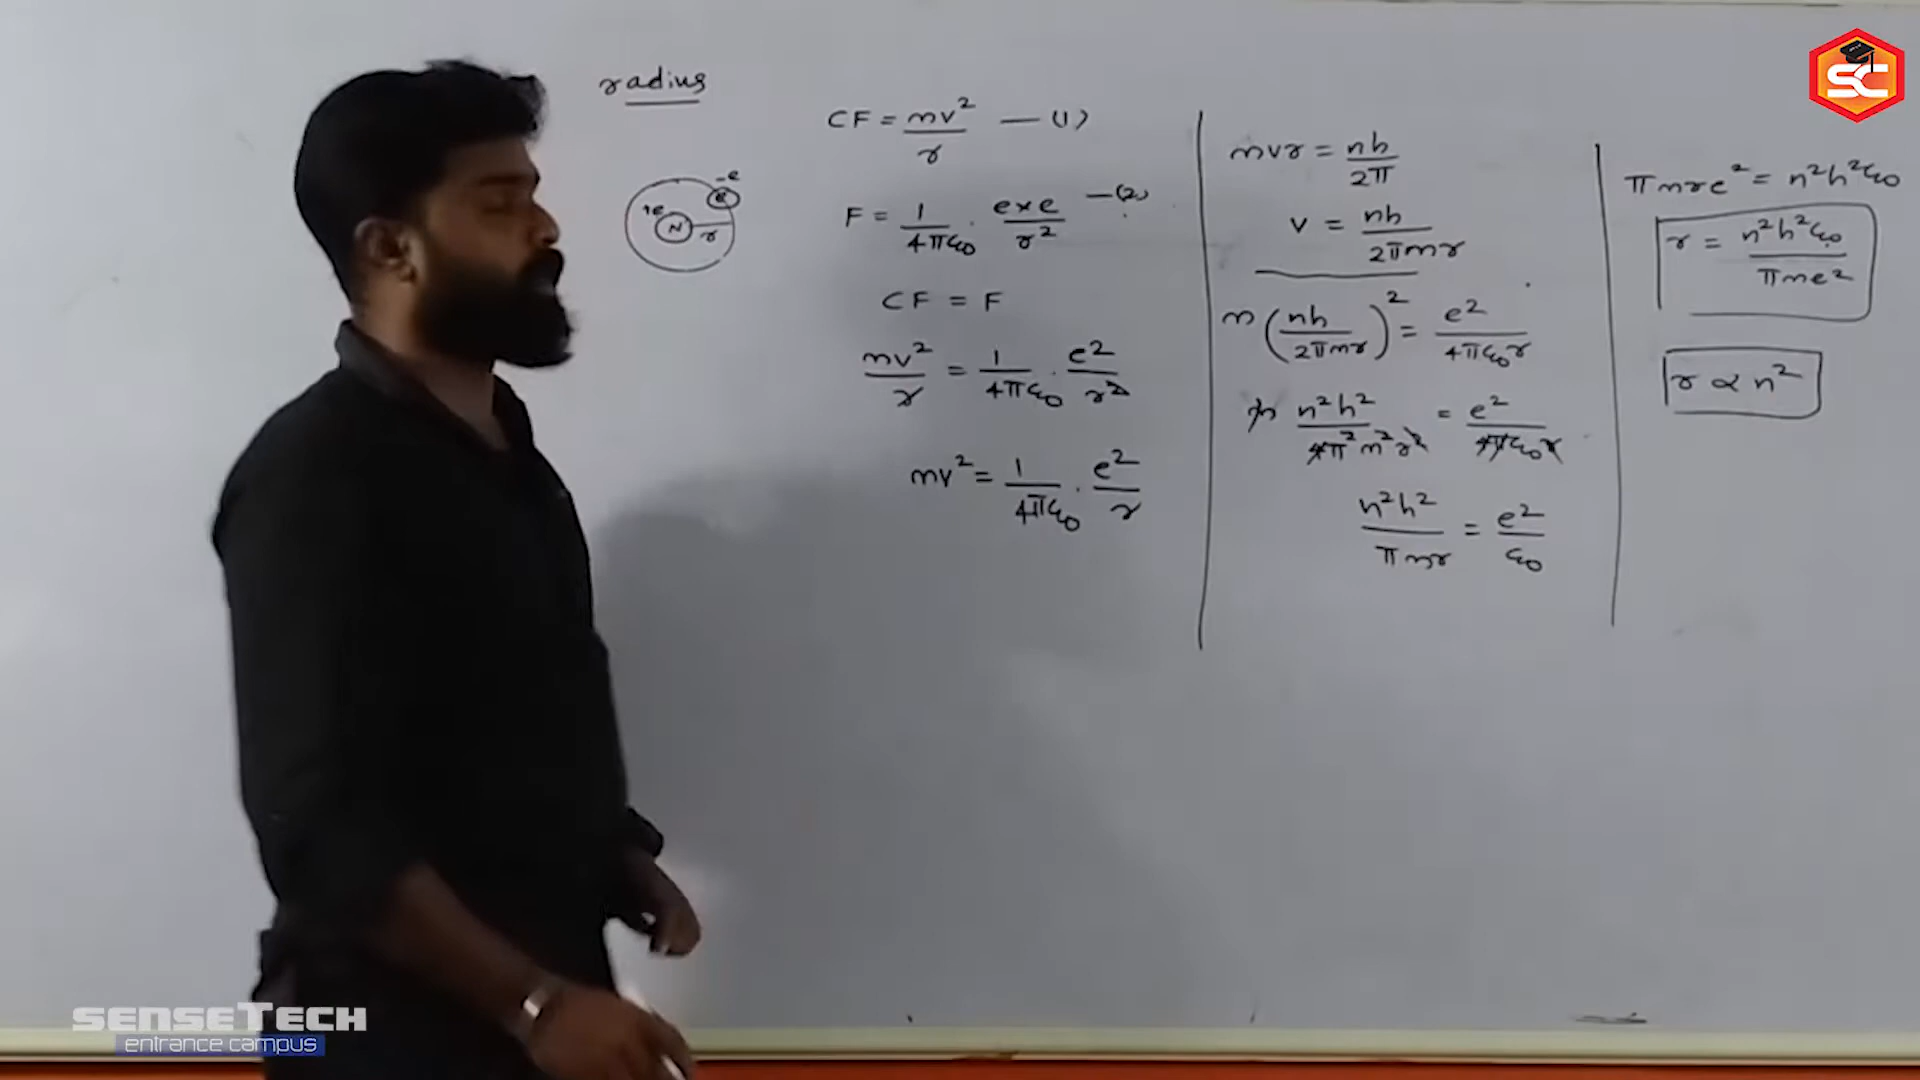 radius
-e
e
+e
N
r
CF = mv²/r — (1)
F = 1/4πε₀ . e×e/r² — (2)
CF = F
mv²/r = 1/4πε₀ . e²/r²
mv² = 1/4πε₀ . e²/r
mvr = nh/2π
v = nh/2πmr
m (nh/2πmr)² = e²/4πε₀r
m n²h²/4π²m²r² = e²/4πε₀r
n²h²/πmr = e²/ε₀
πmre² = n²h²ε₀
r = n²h²ε₀/πme²
r ∝ n²
SC
SENSETECH
entrance campus